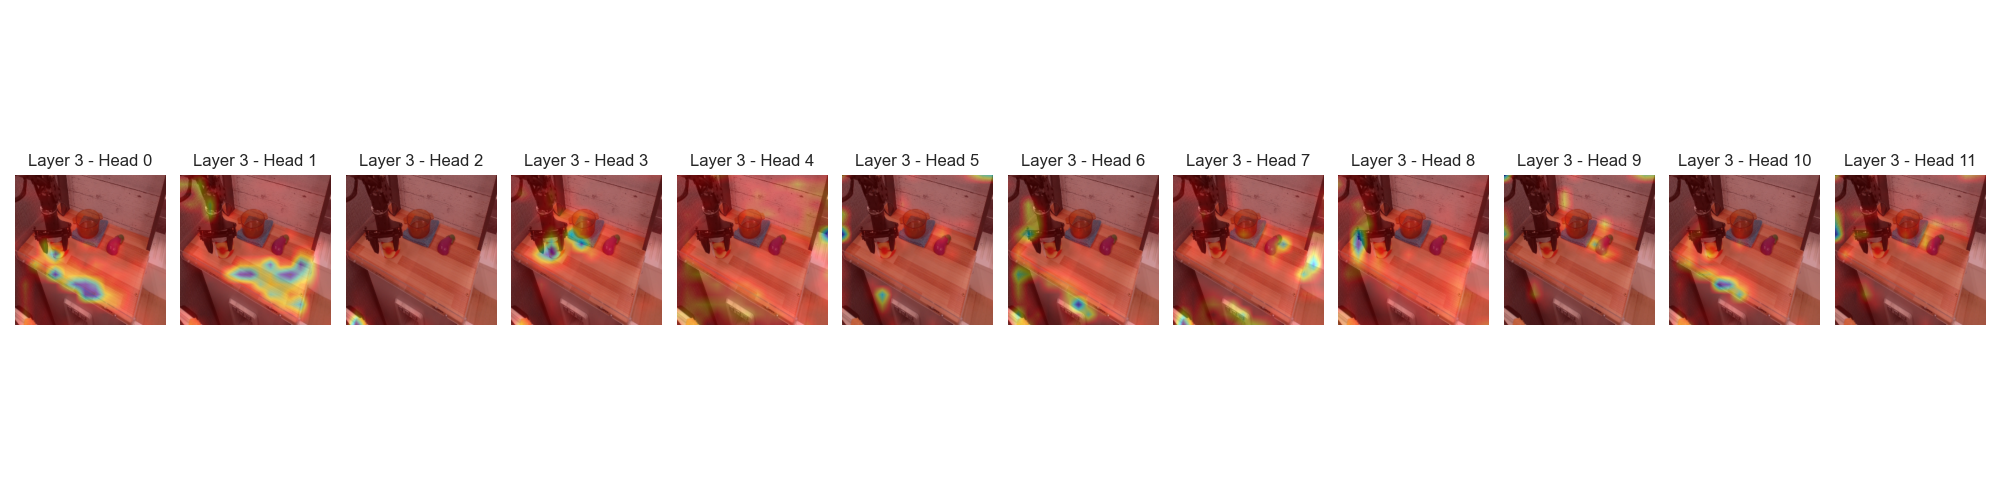 Layer 3 - Head 0
Layer 3 - Head 1
Layer 3 - Head 2
Layer 3 - Head 3
Layer 3 - Head 4
Layer 3 - Head 5
Layer 3 - Head 6
Layer 3 - Head 7
Layer 3 - Head 8
Layer 3 - Head 9
Layer 3 - Head 10
Layer 3 - Head 11